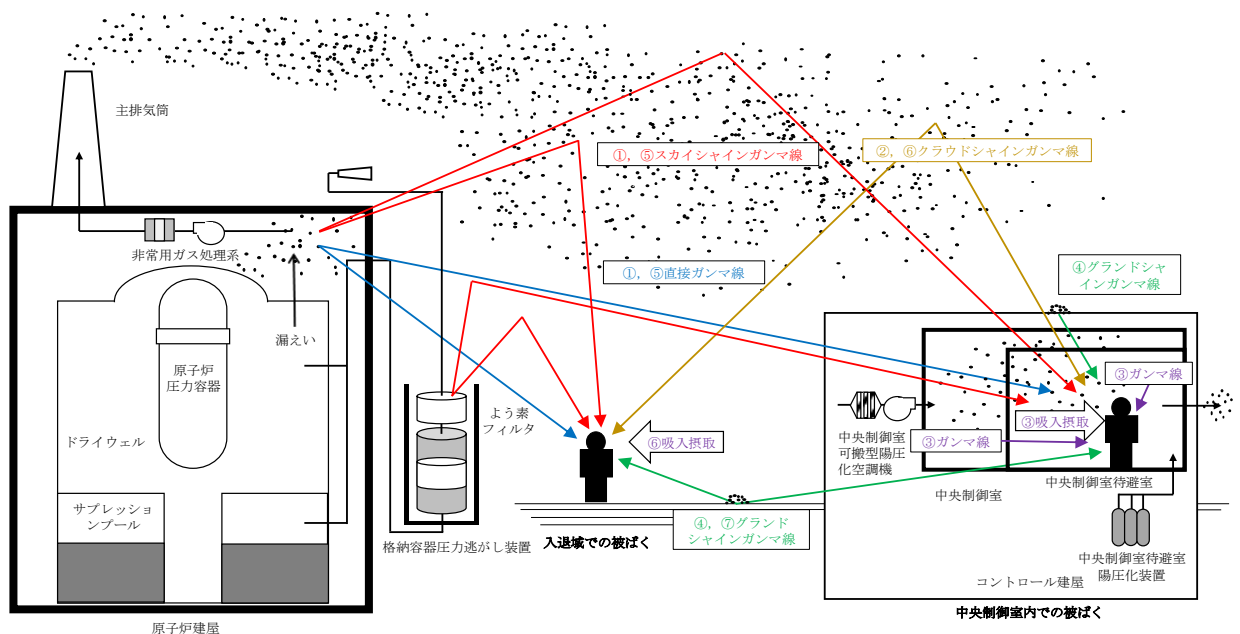 主排気筒
①，⑤スカイシャインガンマ線
②，⑥クラウドシャインガンマ線
非常用ガス処理系
①，⑤直接ガンマ線
④グランドシャ
インガンマ線
漏えい
原子炉
圧力容器
③ガンマ線
よう素
フィルタ
ドライウェル
⑥吸入摂取
③吸入摂取
③ガンマ線
中央制御室
可搬型陽圧
化空調機
中央制御室
中央制御室待避室
サプレッショ
ンプール
④，⑦グランド
シャインガンマ線
格納容器圧力逃がし装置
入退域での被ばく
中央制御室待避室
陽圧化装置
コントロール建屋
中央制御室内での被ばく
原子炉建屋